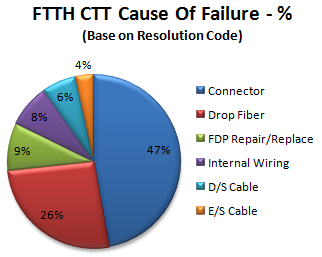 FTTH CTT Cause Of Failure - %
(Base on Resolution Code)
4%
6%
8%
9%
47%
26%
Connector
Drop Fiber
FDP Repair/Replace
Internal Wiring
D/S Cable
E/S Cable